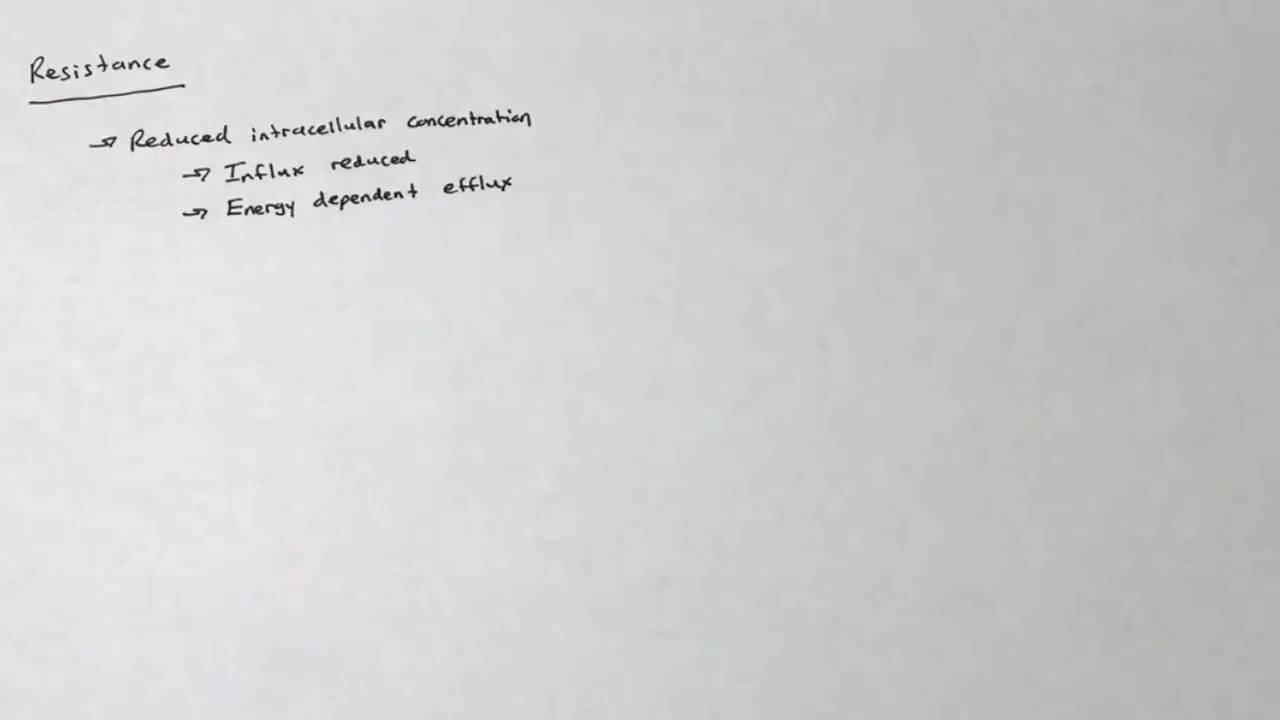 Resistance
→ Reduced intracellular concentration
→ Influx reduced
→ Energy dependent efflux